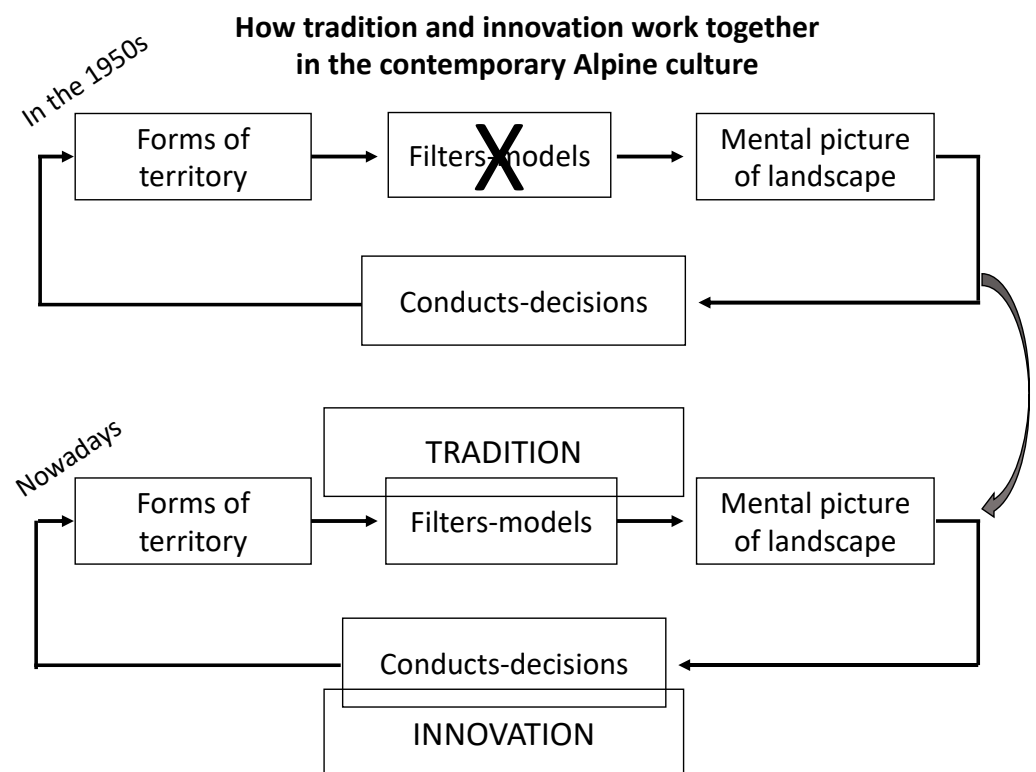 How tradition and innovation work together
in the contemporary Alpine culture
In the 1950s
Forms of
territory
Filters-models
X
Mental picture
of landscape
Conducts-decisions
Nowadays
TRADITION
Forms of
territory
Filters-models
Mental picture
of landscape
Conducts-decisions
INNOVATION